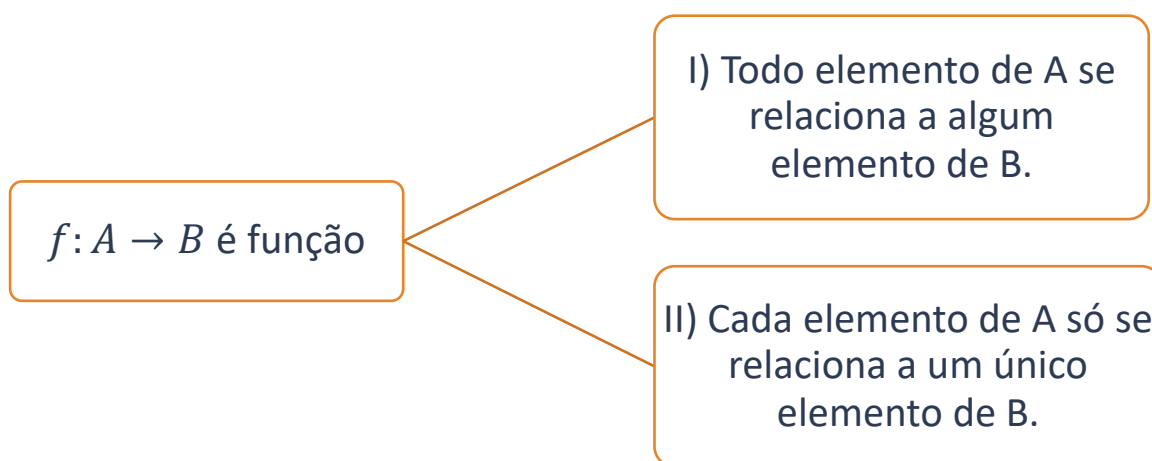 f: A → B é função
I) Todo elemento de A se
relaciona a algum
elemento de B.
II) Cada elemento de A só se
relaciona a um único
elemento de B.